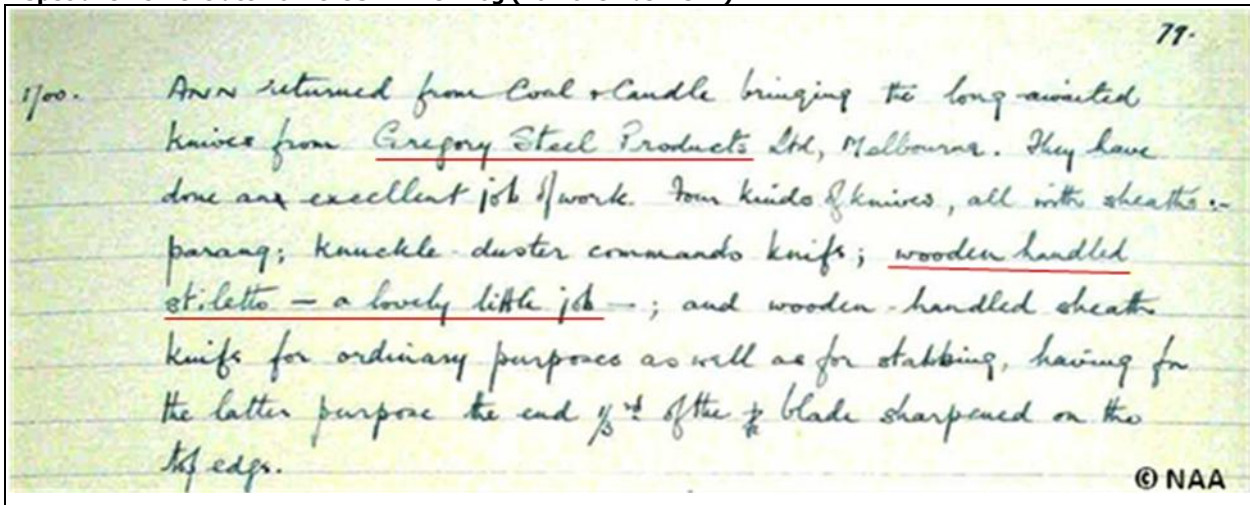 79.
1700. ANN returned from Coal & Candle bringing the long-awaited
knives from Gregory Steel Products Ltd, Melbourne. They have
done an excellent job of work. Four kinds of knives, all with sheaths:-
parang; knuckle-duster commando knife; wooden handled
stiletto — a lovely little job —; and wooden-handled sheath
knife for ordinary purposes as well as for stabbing, having for
the latter purpose the end 1/3rd of the blade sharpened on the
top edge.
© NAA